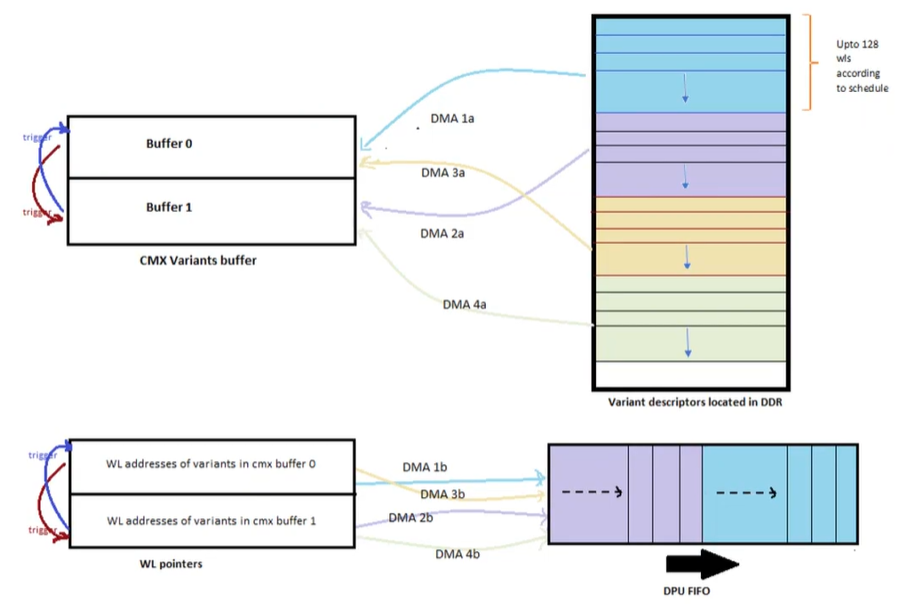 Upto 128
wls
according
to schedule
DMA 1a
trigger
Buffer 0
DMA 3a
trigger
Buffer 1
DMA 2a
CMX Variants buffer
DMA 4a
Variant descriptors located in DDR
trigger
WL addresses of variants in cmx buffer 0
DMA 1b
DMA 3b
trigger
WL addresses of variants in cmx buffer 1
DMA 2b
DMA 4b
WL pointers
DPU FIFO